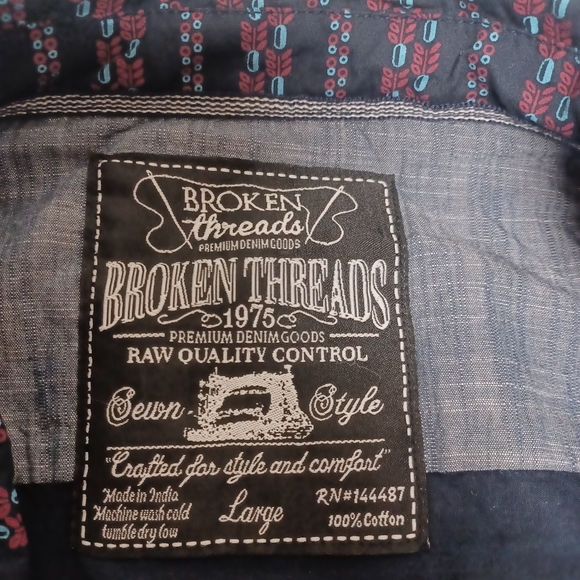 BROKEN
threads
PREMIUM DENIM GOODS
BROKEN THREADS
1975
PREMIUM DENIM GOODS
RAW QUALITY CONTROL
Sewn - Style
"Crafted for style and comfort"
Made in India
Machine wash cold
tumble dry low
Large
RN#144487
100% Cotton